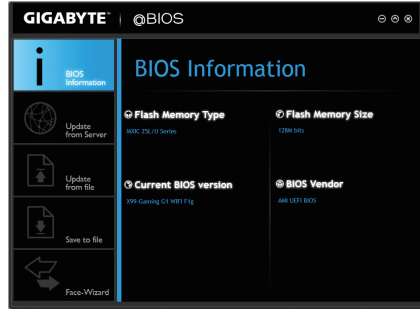 GIGABYTE™ @BIOS
BIOS
Information
BIOS Information
Update
from Server
Flash Memory Type
Flash Memory Size
MXIC 25L/U Series
128M bits
Update
from file
Current BIOS version
BIOS Vendor
X99-Gaming G1 WIFI F1g
AMI UEFI BIOS
Save to file
Face-Wizard